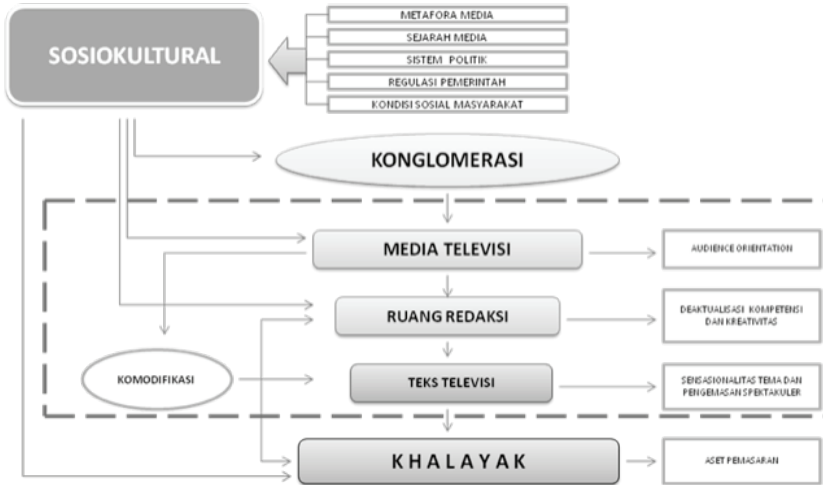 METAFORA MEDIA
SEJARAH MEDIA
SISTEM POLITIK
REGULASI PEMERINTAH
KONDISI SOSIAL MASYARAKAT
SOSIOKULTURAL
KONGLOMERASI
MEDIA TELEVISI
AUDIENCE ORIENTATION
RUANG REDAKSI
DEAKTUALISASI KOMPETENSI
DAN KREATIVITAS
KOMODIFIKASI
TEKS TELEVISI
SENSASIONALITAS TEMA DAN
PENGEMASAN SPEKTAKULER
KHALAYAK
ASET PEMASARAN